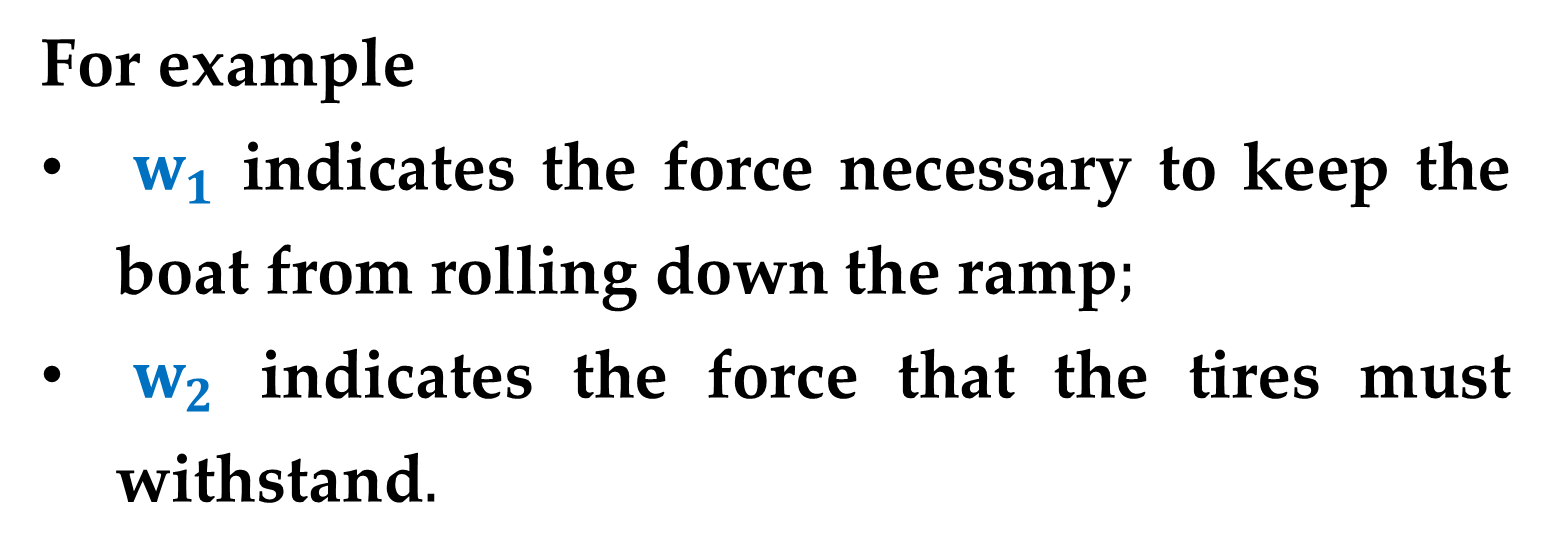 For example
• w₁ indicates the force necessary to keep the
boat from rolling down the ramp;
• w₂ indicates the force that the tires must
withstand.